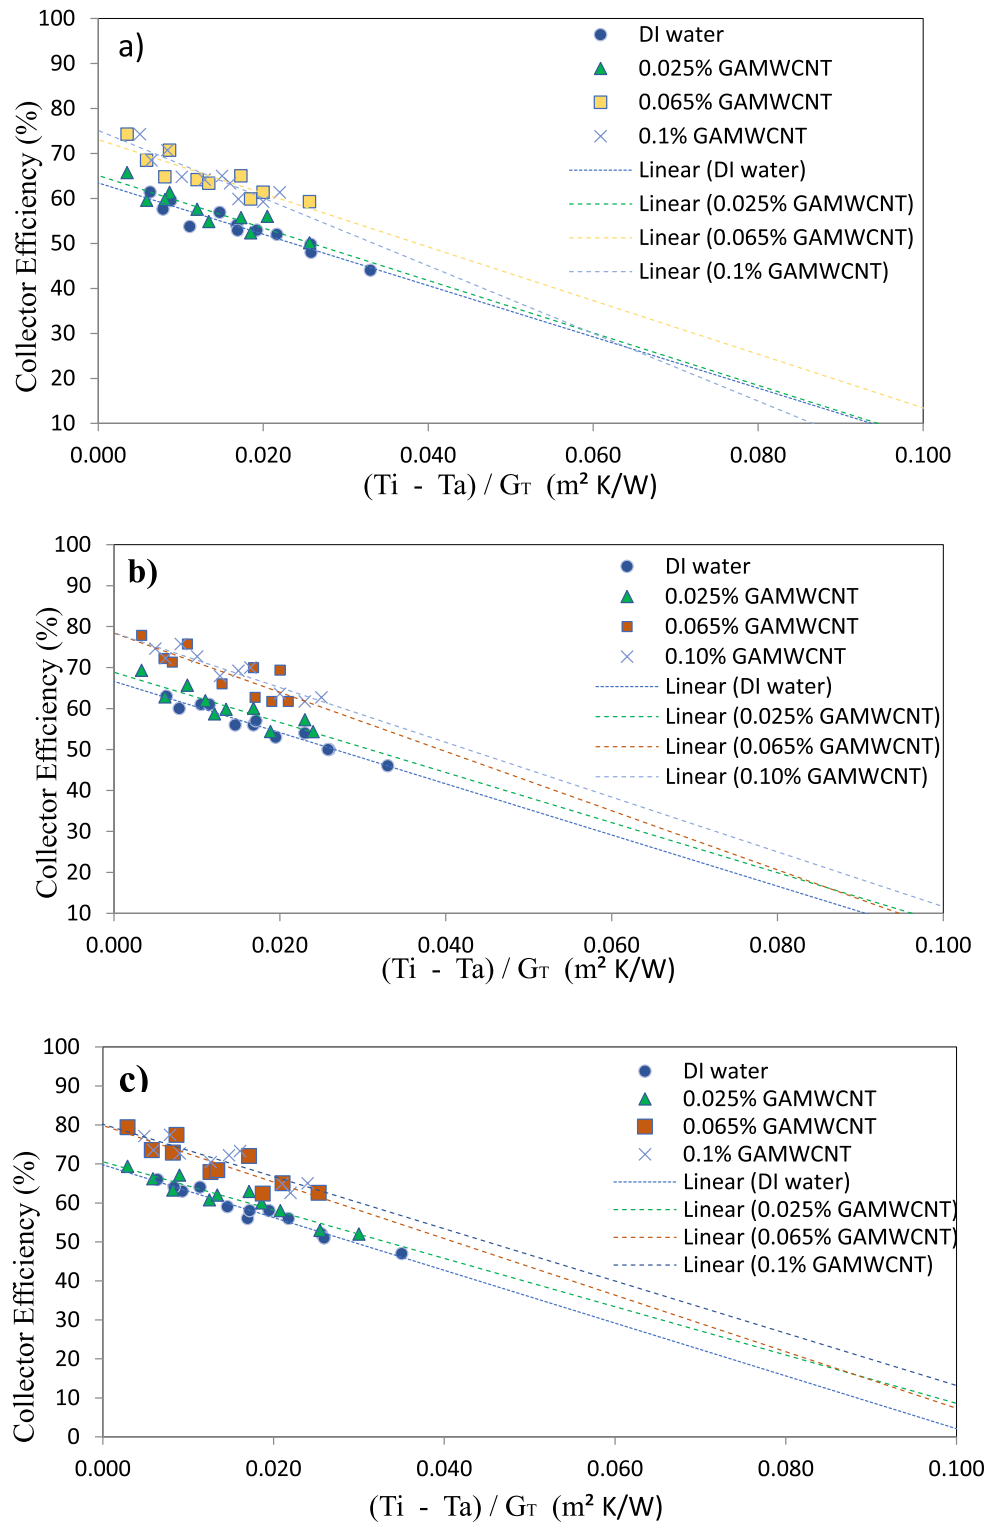 a)
Collector Efficiency (%)
100
90
80
70
60
50
40
30
20
10
DI water
0.025% GAMWCNT
0.065% GAMWCNT
0.1% GAMWCNT
Linear (DI water)
Linear (0.025% GAMWCNT)
Linear (0.065% GAMWCNT)
Linear (0.1% GAMWCNT)
0.000 0.020 0.040 0.060 0.080 0.100
(Ti - Ta) / GT (m² K/W)
b)
Collector Efficiency (%)
100
90
80
70
60
50
40
30
20
10
DI water
0.025% GAMWCNT
0.065% GAMWCNT
0.10% GAMWCNT
Linear (DI water)
Linear (0.025% GAMWCNT)
Linear (0.065% GAMWCNT)
Linear (0.10% GAMWCNT)
0.000 0.020 0.040 0.060 0.080 0.100
(Ti - Ta) / GT (m² K/W)
c)
Collector Efficiency (%)
100
90
80
70
60
50
40
30
20
10
0
DI water
0.025% GAMWCNT
0.065% GAMWCNT
0.1% GAMWCNT
Linear (DI water)
Linear (0.025% GAMWCNT)
Linear (0.065% GAMWCNT)
Linear (0.1% GAMWCNT)
0.000 0.020 0.040 0.060 0.080 0.100
(Ti - Ta) / GT (m² K/W)